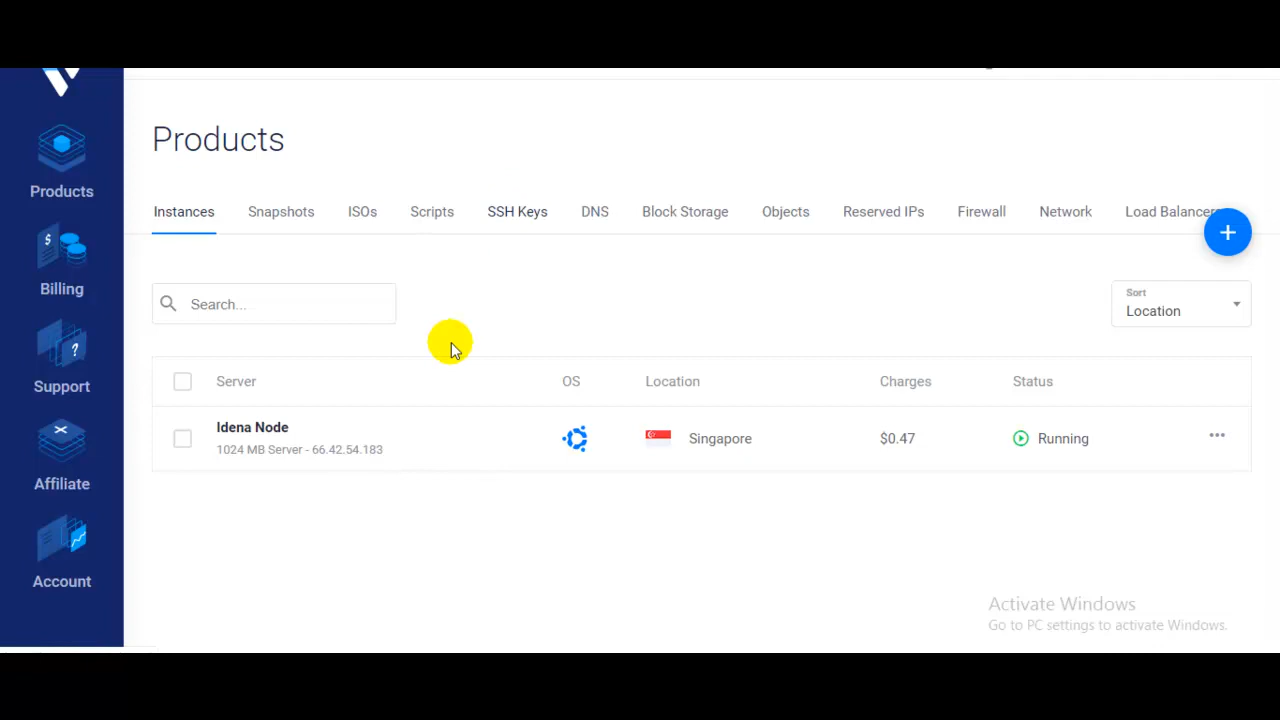 Products
Billing
Support
Affiliate
Account
Products
Instances Snapshots ISOs Scripts SSH Keys DNS Block Storage Objects Reserved IPs Firewall Network Load Balancers
+
Search...
Sort
Location
Server OS Location Charges Status
Idena Node
1024 MB Server - 66.42.54.183
Singapore $0.47 Running
Activate Windows
Go to PC settings to activate Windows.